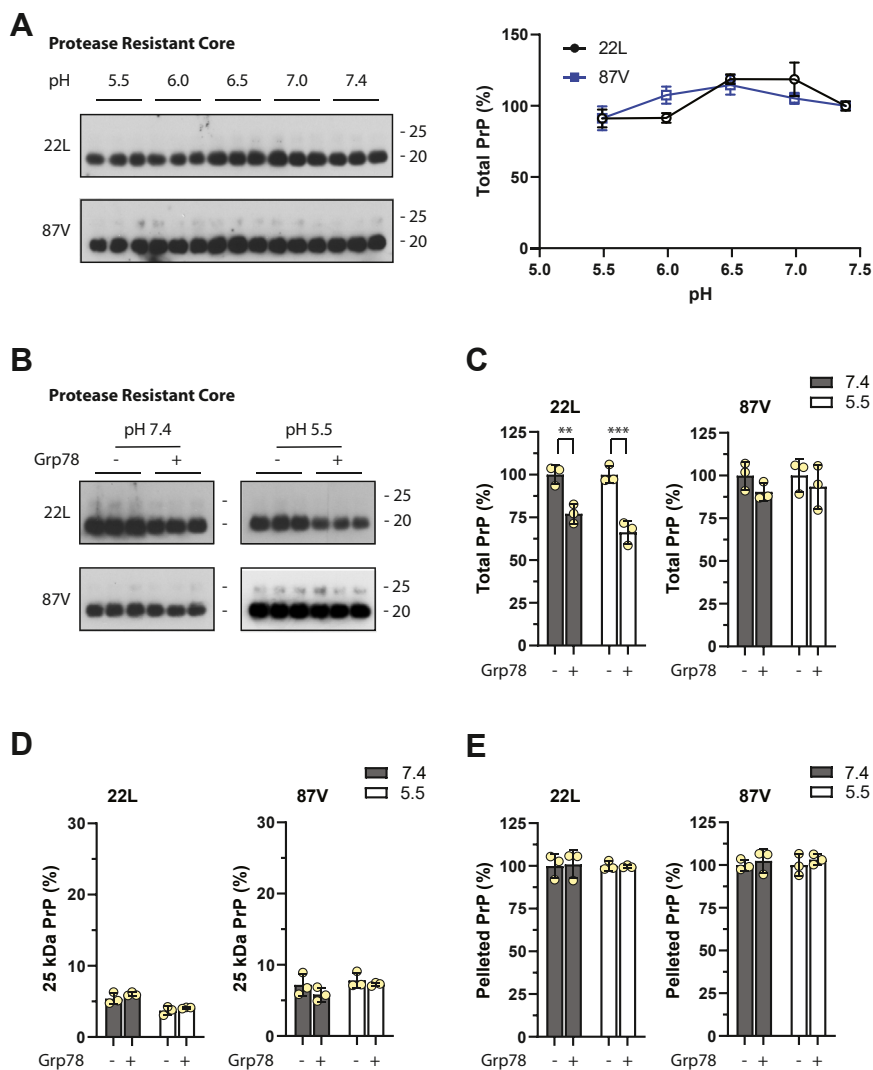 A
Protease Resistant Core
pH 5.5 6.0 6.5 7.0 7.4
22L
- 25
- 20
87V
- 25
- 20
150
100
50
0
Total PrP (%)
22L
87V
5.0 5.5 6.0 6.5 7.0 7.5
pH
B
Protease Resistant Core
pH 7.4 pH 5.5
Grp78 - + - +
22L
-
-
- 25
- 20
87V
-
-
- 25
- 20
C
7.4
5.5
22L
Total PrP (%)
125
100
75
50
25
0
** ***
Grp78 - + - +
87V
Total PrP (%)
125
100
75
50
25
0
- + - +
D
7.4
5.5
22L
25 kDa PrP (%)
30
20
10
0
Grp78 - + - +
87V
25 kDa PrP (%)
30
20
10
0
- + - +
E
7.4
5.5
22L
Pelleted PrP (%)
125
100
75
50
25
0
Grp78 - + - +
87V
Pelleted PrP (%)
125
100
75
50
25
0
- + - +